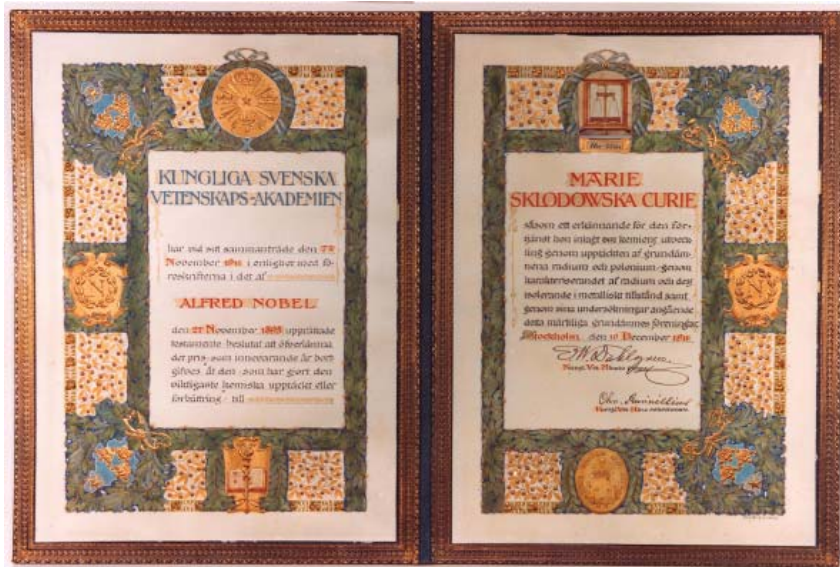 KUNGLIGA SVENSKA
VETENSKAPS-AKADEMIEN
har vid sitt sammanträde den
November 1911 i enlighet med fö-
reskrifterna i det af
ALFRED NOBEL
den 27 November 1895 upprättade
testamente beslutat att öfverlämna
det pris som innevarande år bort-
gifves åt den som har gjort den
viktigaste kemiska upptäckt eller
förbättring till
MARIE
SKLODOWSKA CURIE
såsom ett erkännande för den för-
tjänst hon inlagt om kemiens utveck-
ling genom upptäckten af grundäm-
nena radium och polonium genom
karakteriserandet af radium och dess
isolerande i metalliskt tillstånd samt
genom sina undersökningar angående
detta märkliga grundämnes föreningar
Stockholm den 10 December 1911